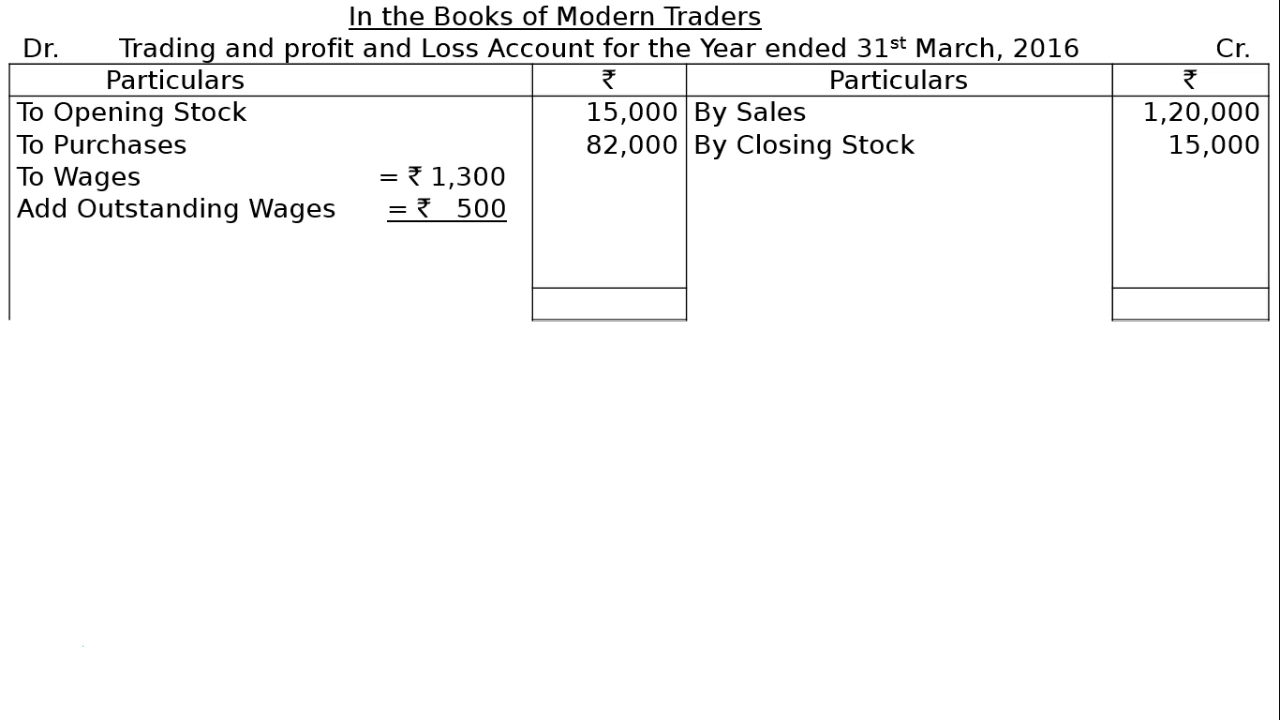 In the Books of Modern Traders
Dr. Trading and profit and Loss Account for the Year ended 31st March, 2016 Cr.
Particulars ₹ Particulars ₹
To Opening Stock 15,000 By Sales 1,20,000
To Purchases 82,000 By Closing Stock 15,000
To Wages = ₹ 1,300
Add Outstanding Wages = ₹ 500